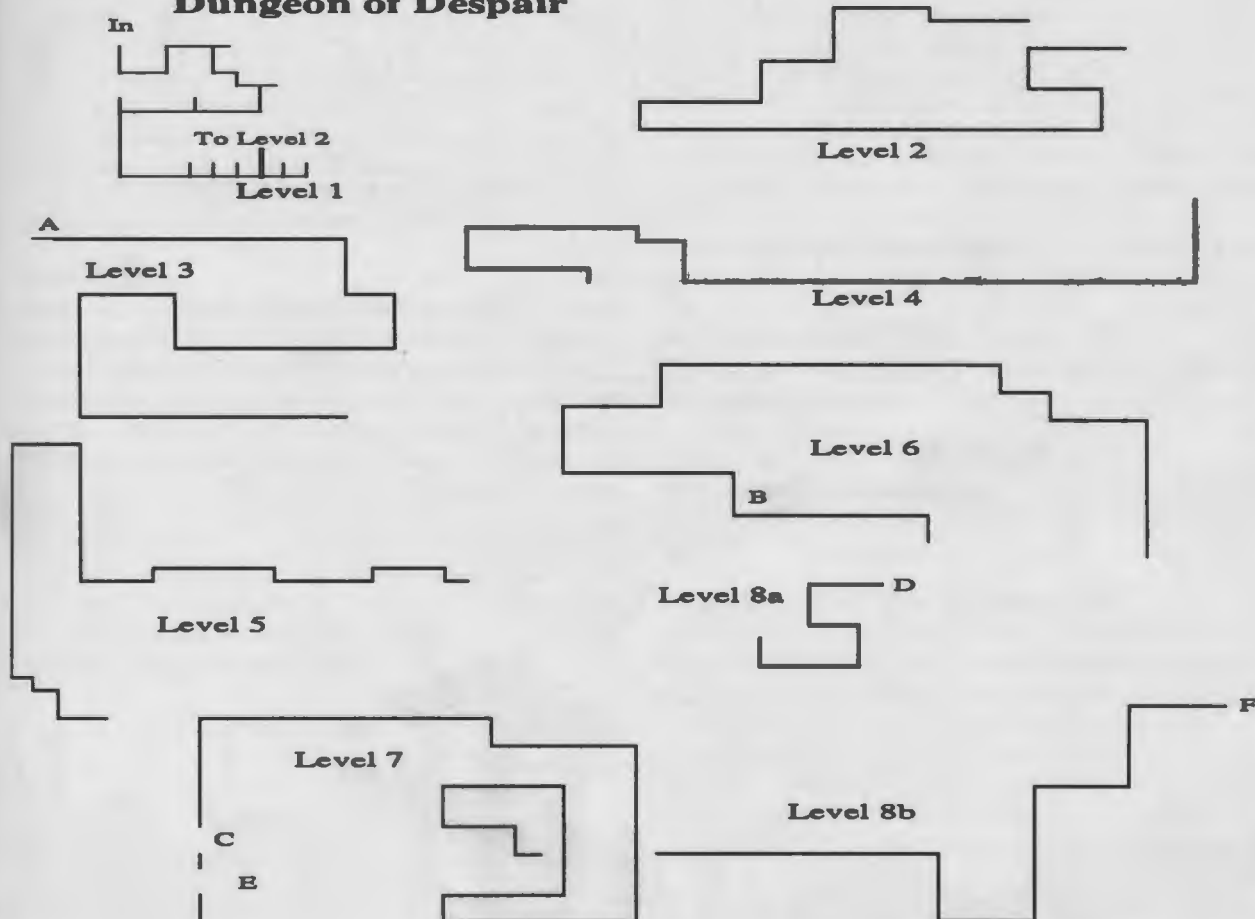 Dungeon of Despair
In
To Level 2
Level 1
Level 2
A
Level 3
Level 4
Level 6
B
Level 5
Level 8a
D
Level 7
C
E
Level 8b
F